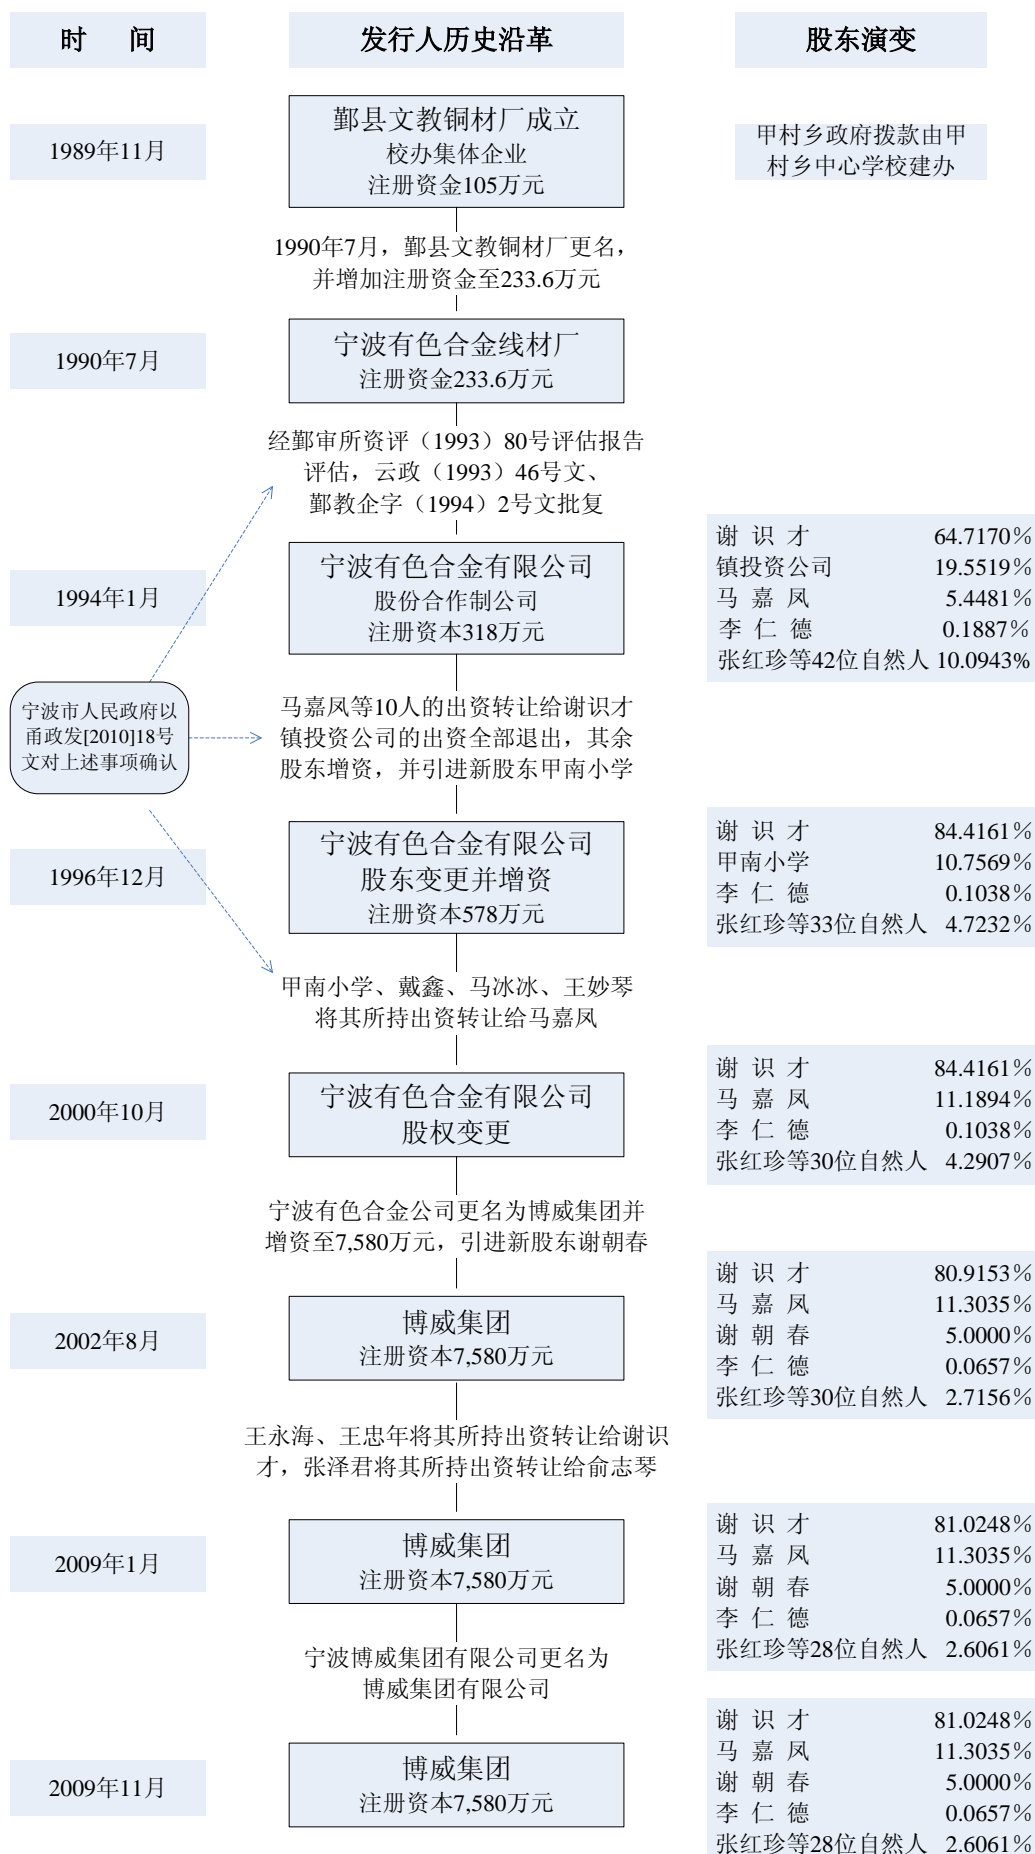 时 间
发行人历史沿革
股东演变
1989年11月
鄞县文教铜材厂成立
校办集体企业
注册资金105万元
甲村乡政府拨款由甲
村乡中心学校建办
1990年7月，鄞县文教铜材厂更名，
并增加注册资金至233.6万元
1990年7月
宁波有色合金线材厂
注册资金233.6万元
经鄞审所资评（1993）80号评估报告
评估，云政（1993）46号文、
鄞教企字（1994）2号文批复
1994年1月
宁波有色合金有限公司
股份合作制公司
注册资本318万元
谢 识 才 64.7170%
镇投资公司 19.5519%
马 嘉 凤 5.4481%
李 仁 德 0.1887%
张红珍等42位自然人 10.0943%
宁波市人民政府以
甬政发[2010]18号
文对上述事项确认
马嘉凤等10人的出资转让给谢识才
镇投资公司的出资全部退出，其余
股东增资，并引进新股东甲南小学
1996年12月
宁波有色合金有限公司
股东变更并增资
注册资本578万元
谢 识 才 84.4161%
甲南小学 10.7569%
李 仁 德 0.1038%
张红珍等33位自然人 4.7232%
甲南小学、戴鑫、马冰冰、王妙琴
将其所持出资转让给马嘉凤
2000年10月
宁波有色合金有限公司
股权变更
谢 识 才 84.4161%
马 嘉 凤 11.1894%
李 仁 德 0.1038%
张红珍等30位自然人 4.2907%
宁波有色合金公司更名为博威集团并
增资至7,580万元，引进新股东谢朝春
2002年8月
博威集团
注册资本7,580万元
谢 识 才 80.9153%
马 嘉 凤 11.3035%
谢 朝 春 5.0000%
李 仁 德 0.0657%
张红珍等30位自然人 2.7156%
王永海、王忠年将其所持出资转让给谢识
才，张泽君将其所持出资转让给俞志琴
2009年1月
博威集团
注册资本7,580万元
谢 识 才 81.0248%
马 嘉 凤 11.3035%
谢 朝 春 5.0000%
李 仁 德 0.0657%
张红珍等28位自然人 2.6061%
宁波博威集团有限公司更名为
博威集团有限公司
2009年11月
博威集团
注册资本7,580万元
谢 识 才 81.0248%
马 嘉 凤 11.3035%
谢 朝 春 5.0000%
李 仁 德 0.0657%
张红珍等28位自然人 2.6061%